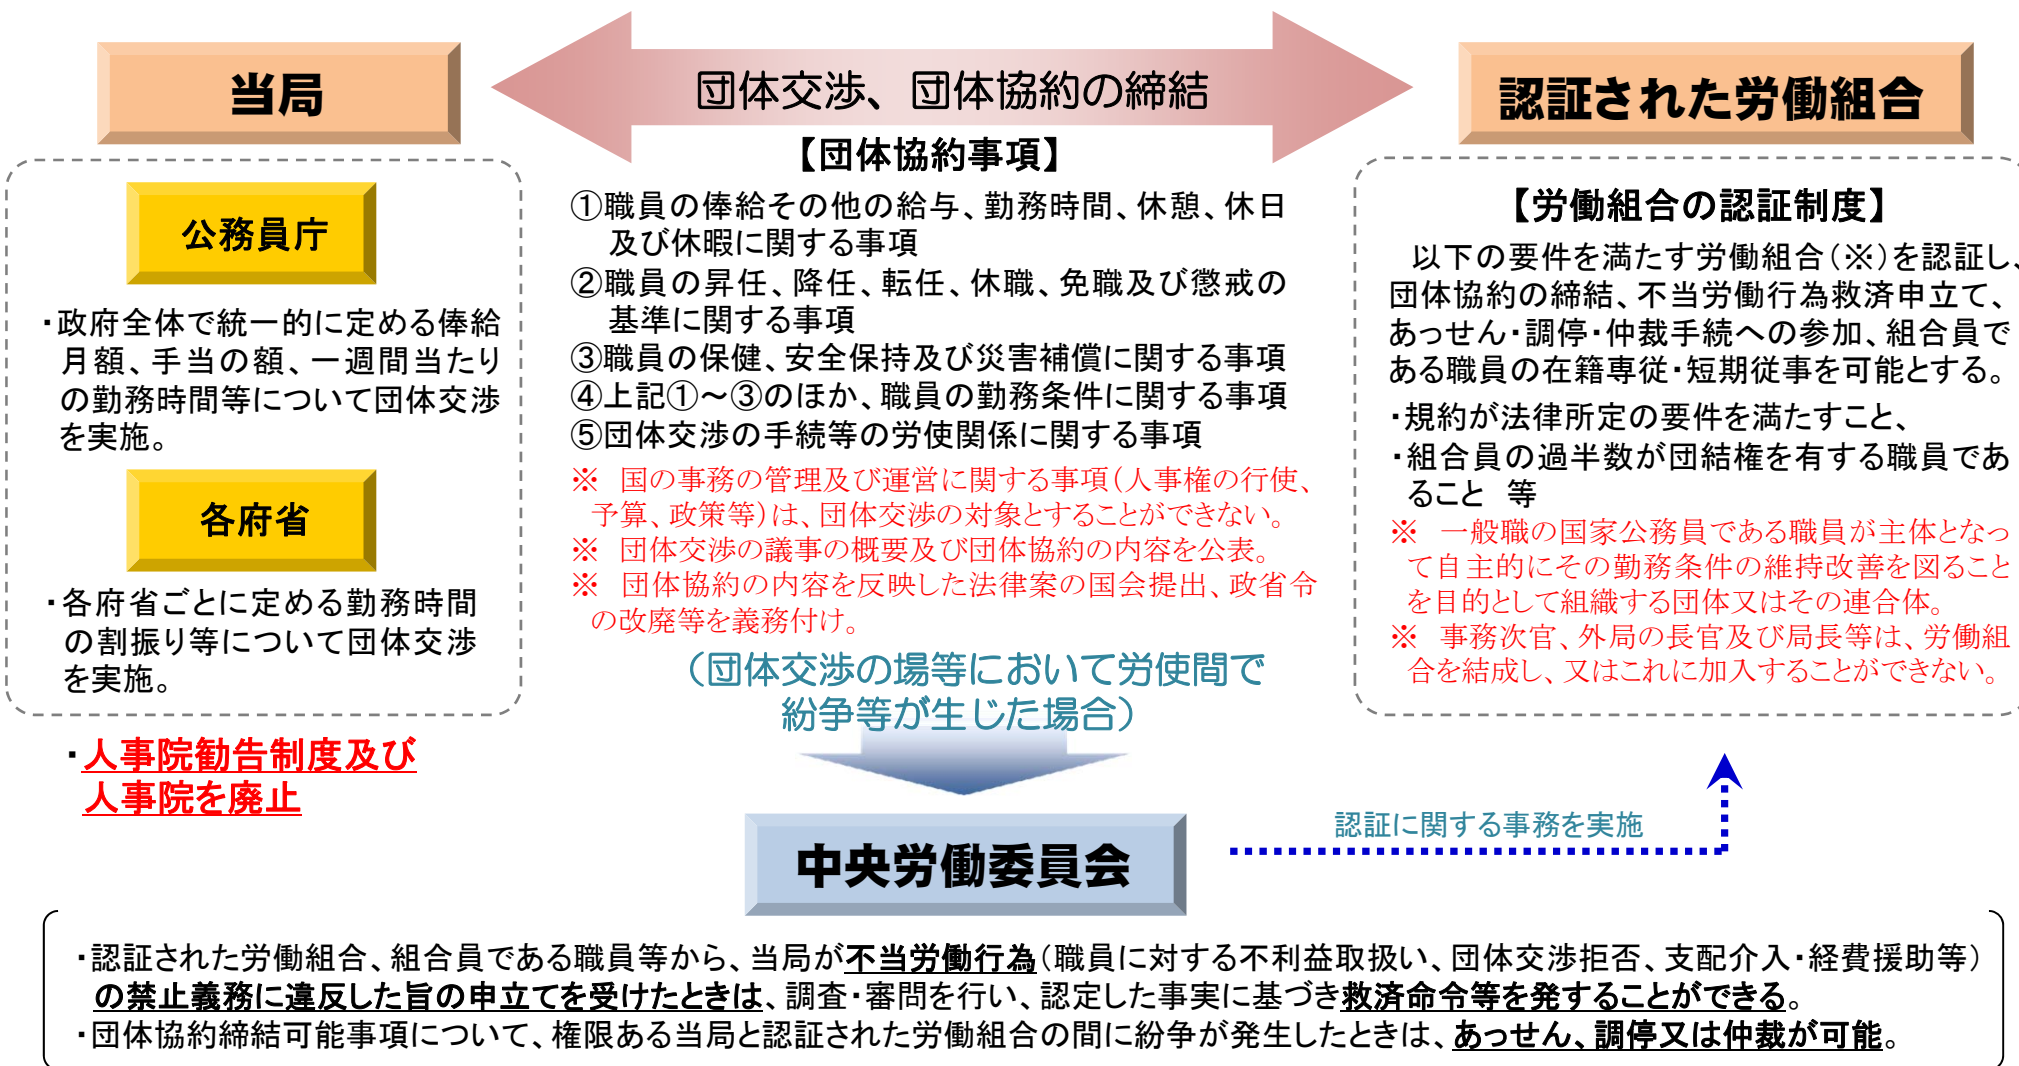 当局
団体交渉、団体協約の締結
認証された労働組合
公務員庁
・政府全体で統一的に定める俸給
月額、手当の額、一週間当たり
の勤務時間等について団体交渉
を実施。
各府省
・各府省ごとに定める勤務時間
の割振り等について団体交渉
を実施。
・人事院勧告制度及び
人事院を廃止
【団体協約事項】
①職員の俸給その他の給与、勤務時間、休憩、休日
及び休暇に関する事項
②職員の昇任、降任、転任、休職、免職及び懲戒の
基準に関する事項
③職員の保健、安全保持及び災害補償に関する事項
④上記①～③のほか、職員の勤務条件に関する事項
⑤団体交渉の手続等の労使関係に関する事項
※ 国の事務の管理及び運営に関する事項(人事権の行使、
予算、政策等)は、団体交渉の対象とすることができない。
※ 団体交渉の議事の概要及び団体協約の内容を公表。
※ 団体協約の内容を反映した法律案の国会提出、政省令
の改廃等を義務付け。
(団体交渉の場等において労使間で
紛争等が生じた場合)
【労働組合の認証制度】
以下の要件を満たす労働組合(※)を認証し、
団体協約の締結、不当労働行為救済申立て、
あっせん・調停・仲裁手続への参加、組合員で
ある職員の在籍専従・短期従事を可能とする。
・規約が法律所定の要件を満たすこと、
・組合員の過半数が団結権を有する職員であ
ること 等
※ 一般職の国家公務員である職員が主体となっ
て自主的にその勤務条件の維持改善を図ること
を目的として組織する団体又はその連合体。
※ 事務次官、外局の長官及び局長等は、労働組
合を結成し、又はこれに加入することができない。
認証に関する事務を実施
中央労働委員会
・認証された労働組合、組合員である職員等から、当局が不当労働行為(職員に対する不利益取扱い、団体交渉拒否、支配介入・経費援助等)
の禁止義務に違反した旨の申立てを受けたときは、調査・審問を行い、認定した事実に基づき救済命令等を発することができる。
・団体協約締結可能事項について、権限ある当局と認証された労働組合の間に紛争が発生したときは、あっせん、調停又は仲裁が可能。